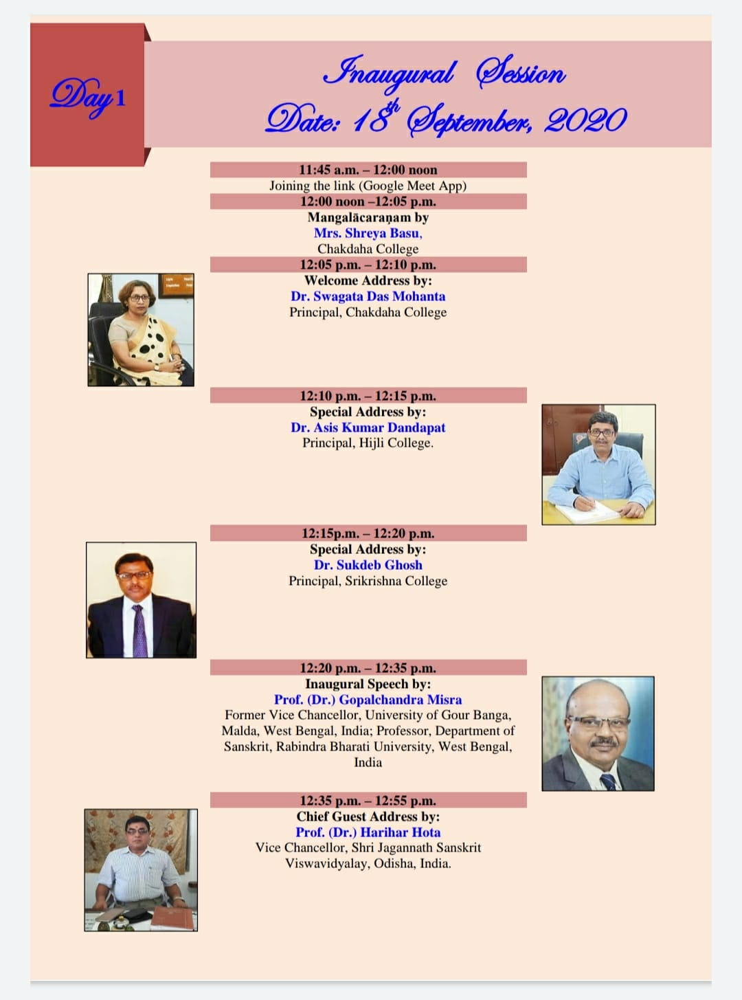 Day 1
Inaugural Session
Date: 18th September, 2020
11:45 a.m. – 12:00 noon
Joining the link (Google Meet App)
12:00 noon –12:05 p.m.
Mangalācaraṇam by
Mrs. Shreya Basu,
Chakdaha College
12:05 p.m. – 12:10 p.m.
Welcome Address by:
Dr. Swagata Das Mohanta
Principal, Chakdaha College
12:10 p.m. – 12:15 p.m.
Special Address by:
Dr. Asis Kumar Dandapat
Principal, Hijli College.
12:15p.m. – 12:20 p.m.
Special Address by:
Dr. Sukdeb Ghosh
Principal, Srikrishna College
12:20 p.m. – 12:35 p.m.
Inaugural Speech by:
Prof. (Dr.) Gopalchandra Misra
Former Vice Chancellor, University of Gour Banga,
Malda, West Bengal, India; Professor, Department of
Sanskrit, Rabindra Bharati University, West Bengal,
India
12:35 p.m. – 12:55 p.m.
Chief Guest Address by:
Prof. (Dr.) Harihar Hota
Vice Chancellor, Shri Jagannath Sanskrit
Viswavidyalay, Odisha, India.